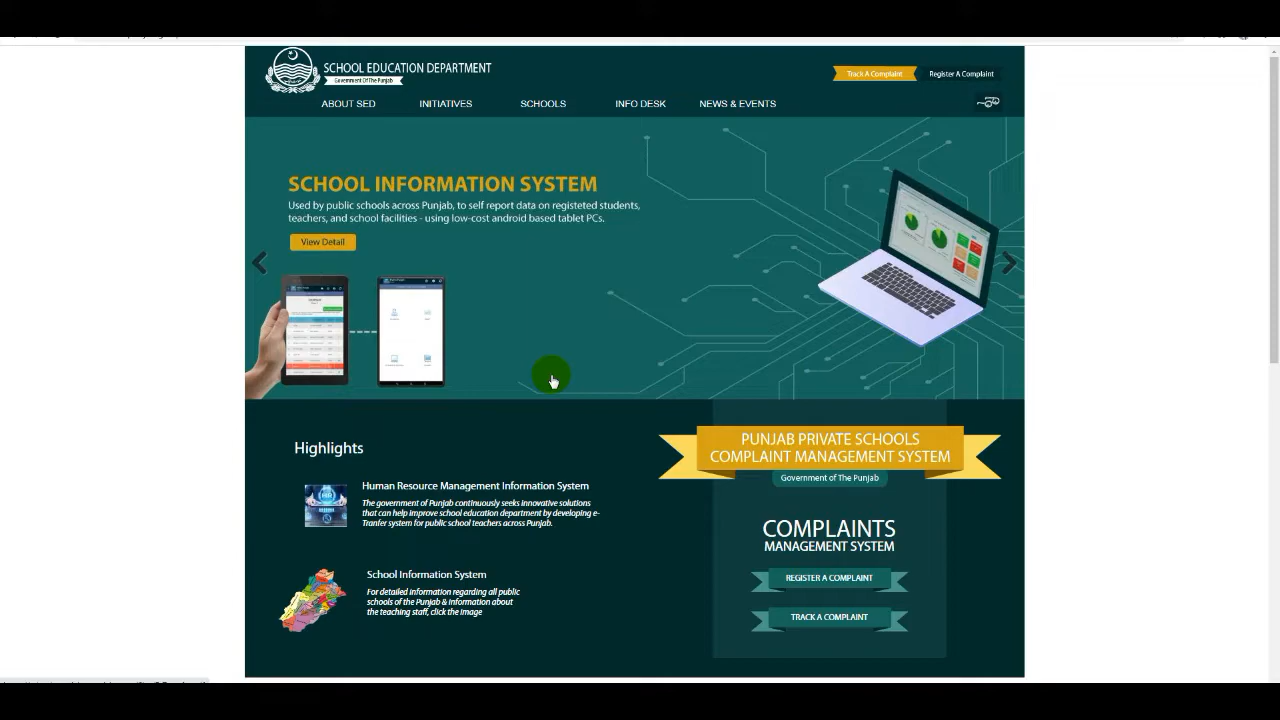 SCHOOL EDUCATION DEPARTMENT
Government Of The Punjab
Track A Complaint
Register A Complaint
ABOUT SED
INITIATIVES
SCHOOLS
INFO DESK
NEWS & EVENTS
SCHOOL INFORMATION SYSTEM
Used by public schools across Punjab, to self report data on registeted students,
teachers, and school facilities - using low-cost android based tablet PCs.
View Detail
Highlights
Human Resource Management Information System
The government of Punjab continuously seeks innovative solutions
that can help improve school education department by developing e-
Tranfer system for public school teachers across Punjab.
School Information System
For detailed information regarding all public
schools of the Punjab & information about
the teaching staff, click the image
PUNJAB PRIVATE SCHOOLS
COMPLAINT MANAGEMENT SYSTEM
Government of The Punjab
COMPLAINTS
MANAGEMENT SYSTEM
REGISTER A COMPLAINT
TRACK A COMPLAINT